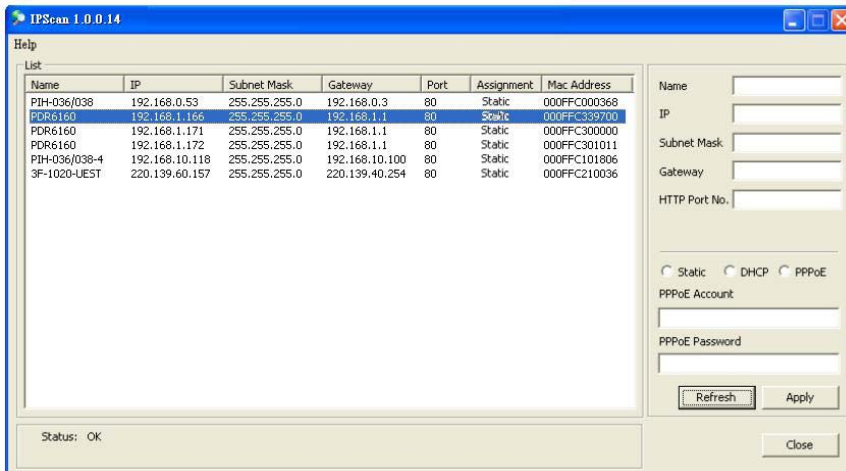 IPScan 1.0.0.14
Help
List
Name IP Subnet Mask Gateway Port Assignment Mac Address
PIH-036/038 192.168.0.53 255.255.255.0 192.168.0.3 80 Static 000FFC000368
PDR6160 192.168.1.166 255.255.255.0 192.168.1.1 80 Static 000FFC339700
PDR6160 192.168.1.171 255.255.255.0 192.168.1.1 80 Static 000FFC300000
PDR6160 192.168.1.172 255.255.255.0 192.168.1.1 80 Static 000FFC301011
PIH-036/038-4 192.168.10.118 255.255.255.0 192.168.10.100 80 Static 000FFC101806
3F-1020-UEST 220.139.60.157 255.255.255.0 220.139.40.254 80 Static 000FFC210036
Name
IP
Subnet Mask
Gateway
HTTP Port No.
Static DHCP PPPoE
PPPoE Account
PPPoE Password
Refresh Apply
Status: OK
Close